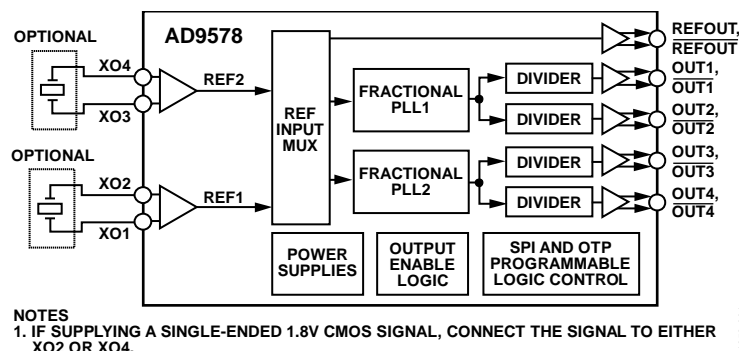 OPTIONAL
AD9578
REFOUT,
REFOUT
XO4
REF2
XO3
REF
INPUT
MUX
FRACTIONAL
PLL1
DIVIDER
OUT1,
OUT1
DIVIDER
OUT2,
OUT2
OPTIONAL
XO2
REF1
XO1
FRACTIONAL
PLL2
DIVIDER
OUT3,
OUT3
DIVIDER
OUT4,
OUT4
POWER
SUPPLIES
OUTPUT
ENABLE
LOGIC
SPI AND OTP
PROGRAMMABLE
LOGIC CONTROL
NOTES
1. IF SUPPLYING A SINGLE-ENDED 1.8V CMOS SIGNAL, CONNECT THE SIGNAL TO EITHER
XO2 OR XO4.